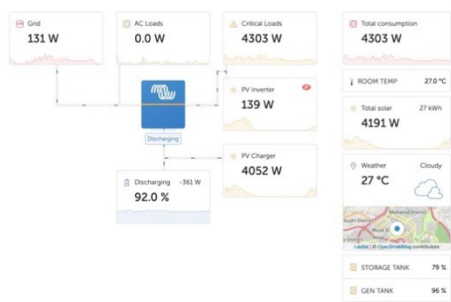 Grid
131 W
AC Loads
0.0 W
Critical Loads
4303 W
Total consumption
4303 W
ROOM TEMP 27.0 °C
PV Inverter
139 W
Total solar 27 kWh
4191 W
Discharging
PV Charger
4052 W
Weather Cloudy
27 °C
Discharging -361 W
92.0 %
Leaflet | © OpenStreetMap contributors
STORAGE TANK 79 %
GEN TANK 96 %